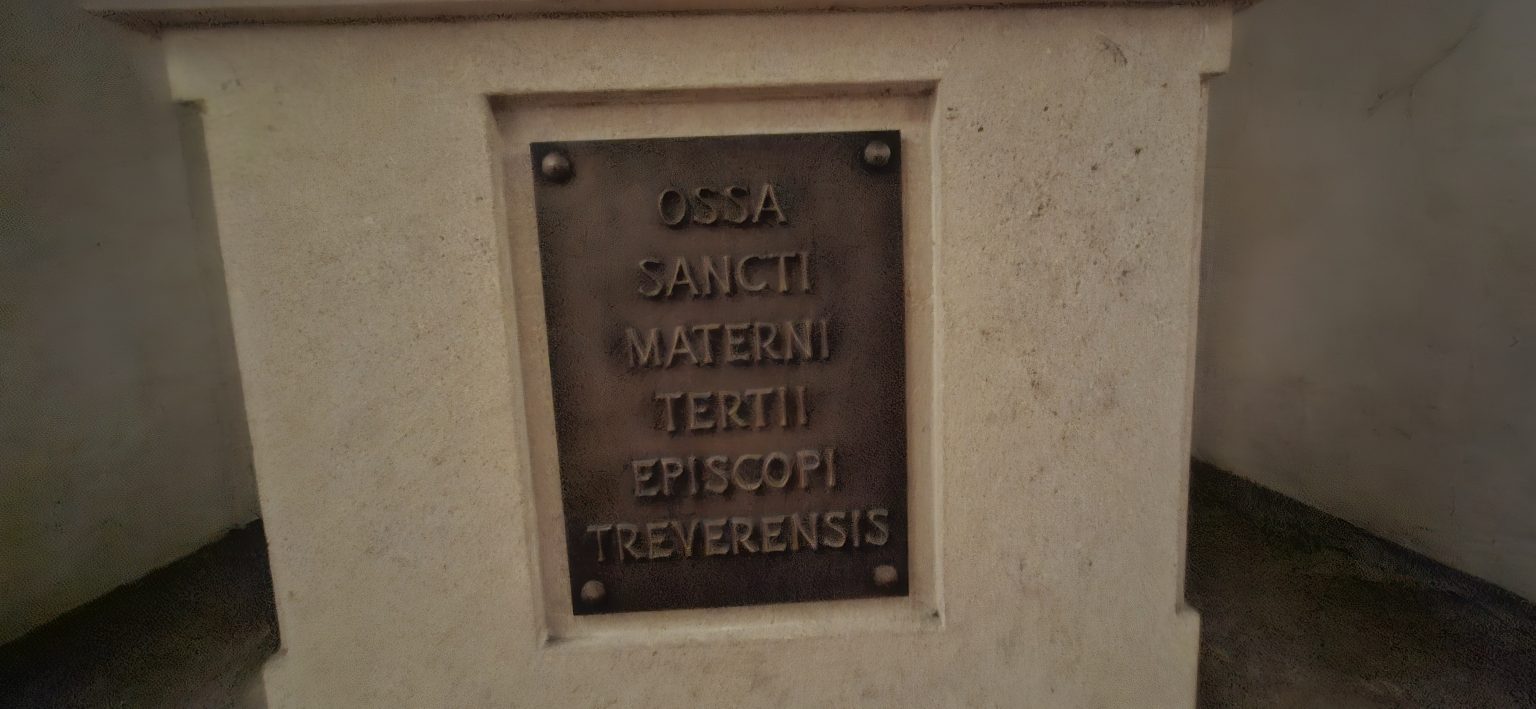 OSSA
SANCTI
MATERNI
TERTII
EPISCOPI
TREVERENSIS